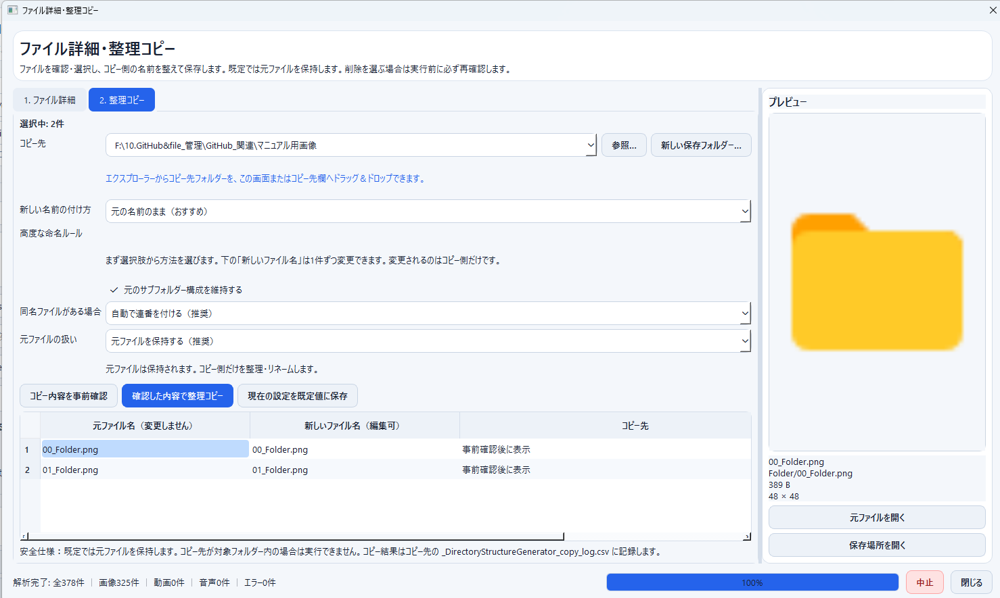 ファイル詳細・整理コピー
ファイル詳細・整理コピー
ファイルを確認・選択し、コピー側の名前を整えて保存します。既定では元ファイルを保持します。削除を選ぶ場合は実行前に必ず再確認します。
1. ファイル詳細
2. 整理コピー
選択中: 2件
コピー先
F:\10.GitHub&file_管理\GitHub_関連\マニュアル用画像
参照...
新しい保存フォルダー...
エクスプローラーからコピー先フォルダーを、この画面またはコピー先欄へドラッグ＆ドロップできます。
新しい名前の付け方
元の名前のまま（おすすめ）
高度な命名ルール
まず選択肢から方法を選びます。下の「新しいファイル名」は1件ずつ変更できます。変更されるのはコピー側だけです。
元のサブフォルダー構成を維持する
同名ファイルがある場合
自動で連番を付ける（推奨）
元ファイルの扱い
元ファイルを保持する（推奨）
元ファイルは保持されます。コピー側だけを整理・リネームします。
コピー内容を事前確認
確認した内容で整理コピー
現在の設定を既定値に保存
元ファイル名（変更しません） 新しいファイル名（編集可） コピー先
1 00_Folder.png 00_Folder.png 事前確認後に表示
2 01_Folder.png 01_Folder.png 事前確認後に表示
安全仕様：既定では元ファイルを保持します。コピー先が対象フォルダー内の場合は実行できません。コピー結果はコピー先の _DirectoryStructureGenerator_copy_log.csv に記録します。
プレビュー
00_Folder.png
Folder/00_Folder.png
389 B
48 × 48
元ファイルを開く
保存場所を開く
解析完了: 全378件 | 画像325件 | 動画0件 | 音声0件 | エラー0件
100%
中止
閉じる